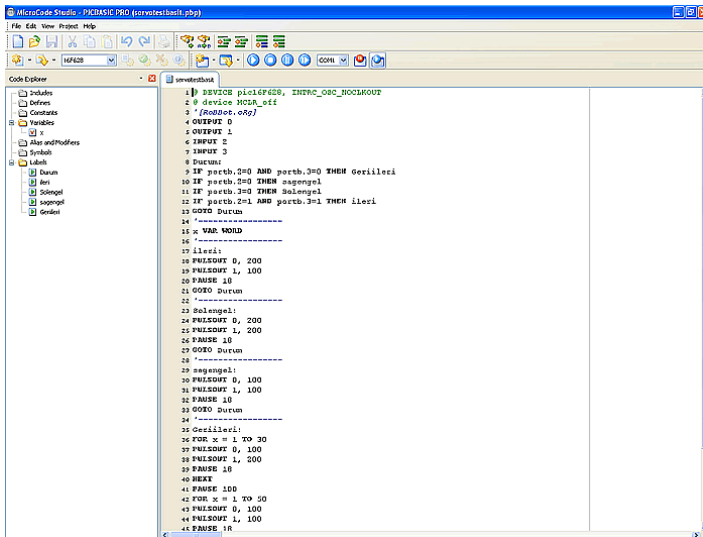 MicroCode Studio - PICBASIC PRO (servotestbasit.pbp)
File Edit View Project Help
16F628
COM1
Code Explorer
servotestbasit
Includes
Defines
Constants
Variables
x
Alias and Modifiers
Symbols
Labels
Durum
ileri
Solengel
sagengel
Geriileri
1 @ DEVICE pic16F628, INTRC_OSC_NOCLKOUT
2 @ device MCLR_off
3 '[RoBBot.oRg]
4 OUTPUT 0
5 OUTPUT 1
6 INPUT 2
7 INPUT 3
8 Durum:
9 IF portb.2=0 AND portb.3=0 THEN Geriileri
10 IF portb.2=0 THEN sagengel
11 IF portb.3=0 THEN Solengel
12 IF portb.2=1 AND portb.3=1 THEN ileri
13 GOTO Durum
14 '-----------------
15 x VAR WORD
16 '-----------------
17 ileri:
18 PULSOUT 0, 200
19 PULSOUT 1, 100
20 PAUSE 18
21 GOTO Durum
22 '-----------------
23 Solengel:
24 PULSOUT 0, 200
25 PULSOUT 1, 200
26 PAUSE 18
27 GOTO Durum
28 '-----------------
29 sagengel:
30 PULSOUT 0, 100
31 PULSOUT 1, 100
32 PAUSE 18
33 GOTO Durum
34 '-----------------
35 Geriileri:
36 FOR x = 1 TO 30
37 PULSOUT 0, 100
38 PULSOUT 1, 200
39 PAUSE 18
40 NEXT
41 PAUSE 100
42 FOR x = 1 TO 50
43 PULSOUT 0, 100
44 PULSOUT 1, 100
45 PAUSE 18